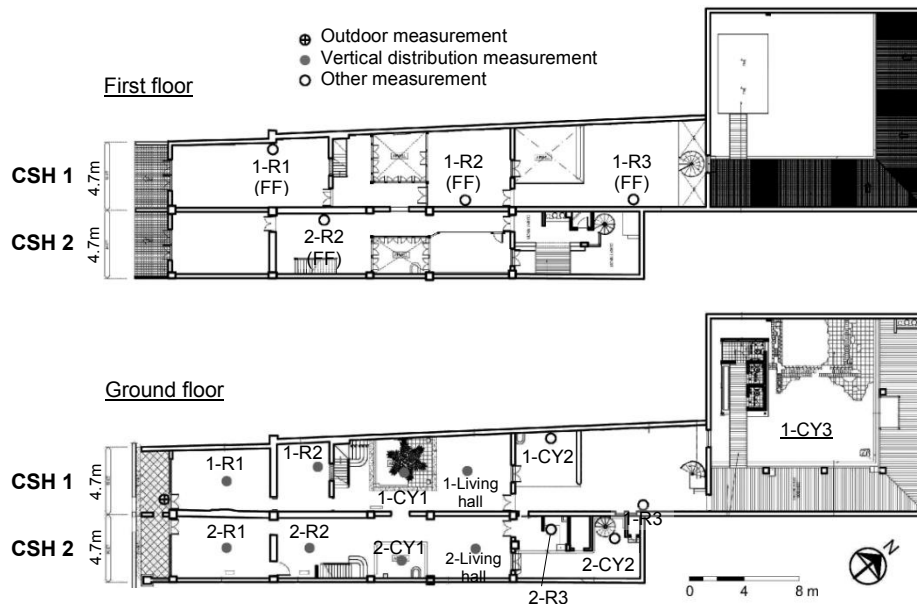 Outdoor measurement
Vertical distribution measurement
Other measurement
First floor
CSH 1
4.7m
1-R1
(FF)
1-R2
(FF)
1-R3
(FF)
CSH 2
4.7m
2-R2
(FF)
Ground floor
CSH 1
4.7m
1-R1
1-R2
1-CY1
1-Living
hall
1-CY2
1-R3
1-CY3
CSH 2
4.7m
2-R1
2-R2
2-CY1
2-Living
hall
2-R3
2-CY2
N
0 4 8 m